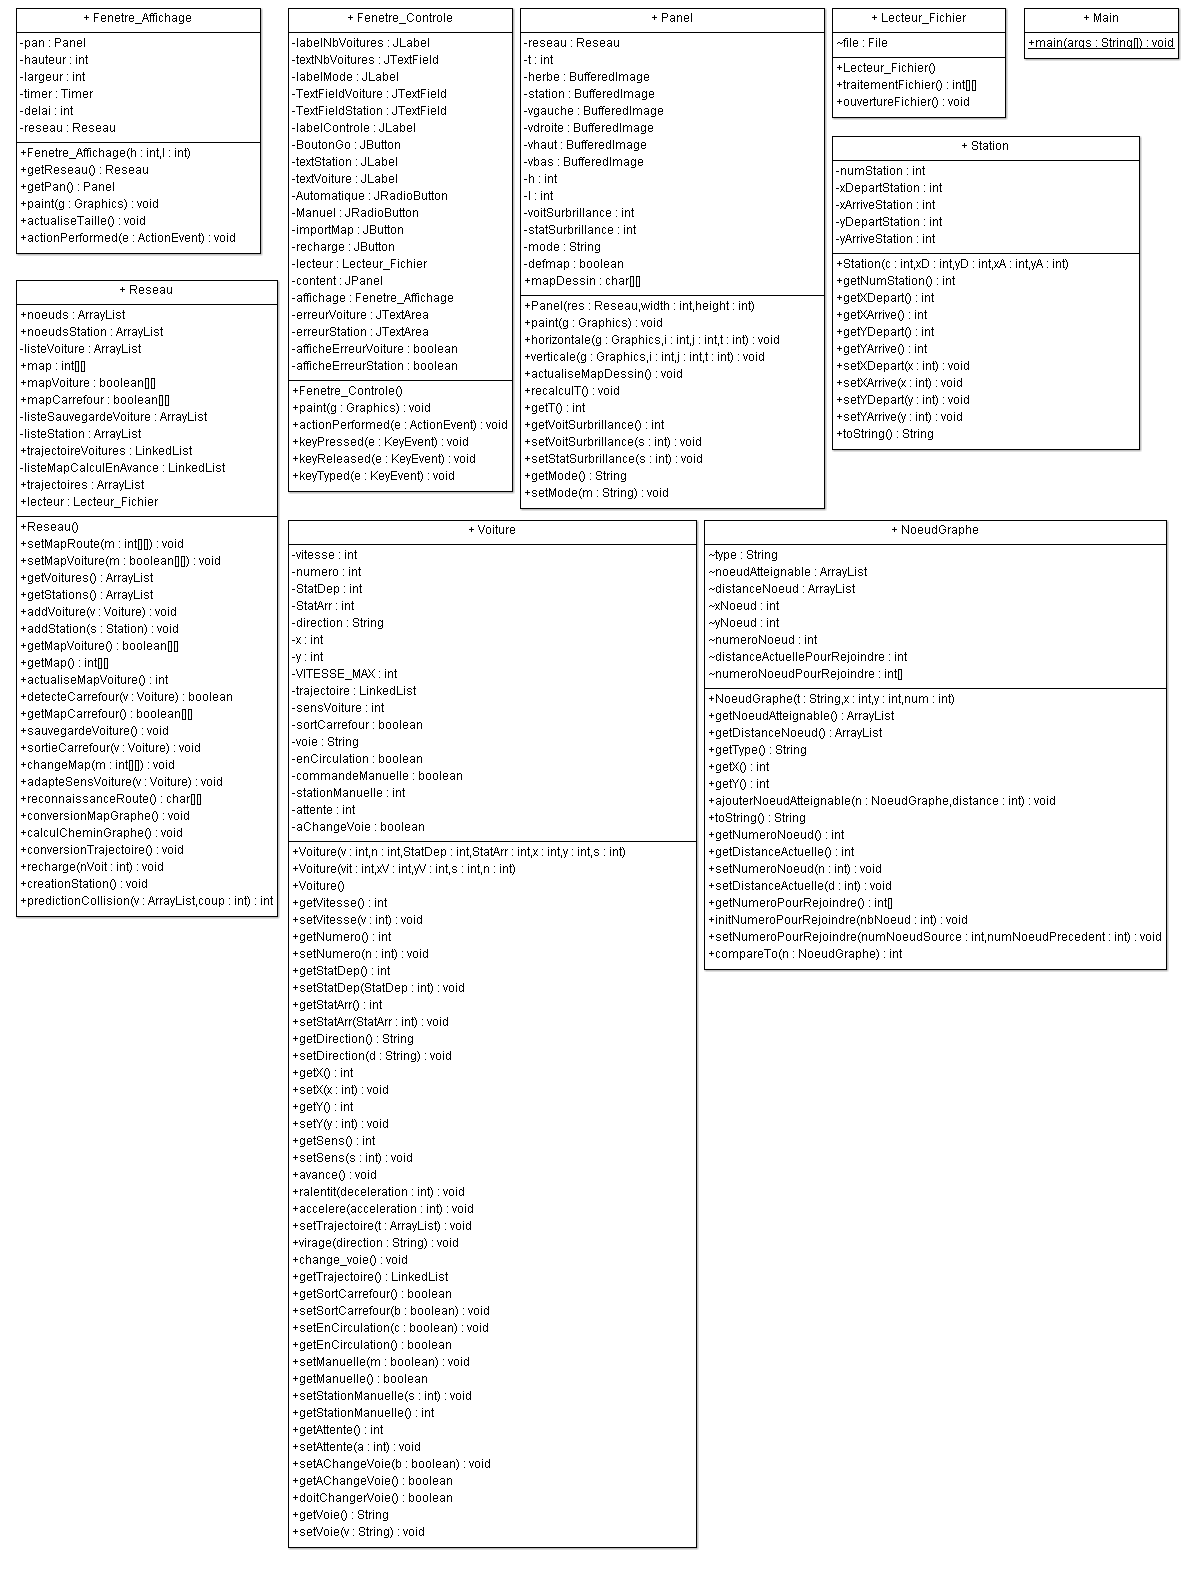 + Fenetre_Affichage
-pan : Panel
-hauteur : int
-largeur : int
-timer : Timer
-delai : int
-reseau : Reseau
+Fenetre_Affichage(h : int,l : int)
+getReseau() : Reseau
+getPan() : Panel
+paint(g : Graphics) : void
+actualiseTaille() : void
+actionPerformed(e : ActionEvent) : void
+ Reseau
+noeuds : ArrayList
+noeudsStation : ArrayList
-listeVoiture : ArrayList
+map : int[][]
+mapVoiture : boolean[][]
+mapCarrefour : boolean[][]
-listeSauvegardeVoiture : ArrayList
-listeStation : ArrayList
+trajectoireVoitures : LinkedList
-listeMapCalculEnAvance : LinkedList
+trajectoires : ArrayList
+lecteur : Lecteur_Fichier
+Reseau()
+setMapRoute(m : int[][]) : void
+setMapVoiture(m : boolean[][]) : void
+getVoitures() : ArrayList
+getStations() : ArrayList
+addVoiture(v : Voiture) : void
+addStation(s : Station) : void
+getMapVoiture() : boolean[][]
+getMap() : int[][]
+actualiseMapVoiture() : int
+detecteCarrefour(v : Voiture) : boolean
+getMapCarrefour() : boolean[][]
+sauvegardeVoiture() : void
+sortieCarrefour(v : Voiture) : void
+changeMap(m : int[][]) : void
+adapteSensVoiture(v : Voiture) : void
+reconnaissanceRoute() : char[][]
+conversionMapGraphe() : void
+calculCheminGraphe() : void
+conversionTrajectoire() : void
+recharge(nVoit : int) : void
+creationStation() : void
+predictionCollision(v : ArrayList,coup : int) : int
+ Fenetre_Controle
-labelNbVoitures : JLabel
-textNbVoitures : JTextField
-labelMode : JLabel
-TextFieldVoiture : JTextField
-TextFieldStation : JTextField
-labelControle : JLabel
-BoutonGo : JButton
-textStation : JLabel
-textVoiture : JLabel
-Automatique : JRadioButton
-Manuel : JRadioButton
-importMap : JButton
-recharge : JButton
-lecteur : Lecteur_Fichier
-content : JPanel
-affichage : Fenetre_Affichage
-erreurVoiture : JTextArea
-erreurStation : JTextArea
-afficheErreurVoiture : boolean
-afficheErreurStation : boolean
+Fenetre_Controle()
+paint(g : Graphics) : void
+actionPerformed(e : ActionEvent) : void
+keyPressed(e : KeyEvent) : void
+keyReleased(e : KeyEvent) : void
+keyTyped(e : KeyEvent) : void
+ Panel
-reseau : Reseau
-t : int
-herbe : BufferedImage
-station : BufferedImage
-vgauche : BufferedImage
-vdroite : BufferedImage
-vhaut : BufferedImage
-vbas : BufferedImage
-h : int
-l : int
-voitSurbrillance : int
-statSurbrillance : int
-mode : String
-defmap : boolean
+mapDessin : char[][]
+Panel(res : Reseau,width : int,height : int)
+paint(g : Graphics) : void
+horizontale(g : Graphics,i : int,j : int,t : int) : void
+verticale(g : Graphics,i : int,j : int,t : int) : void
+actualiseMapDessin() : void
+recalculT() : void
+getT() : int
+getVoitSurbrillance() : int
+setVoitSurbrillance(s : int) : void
+setStatSurbrillance(s : int) : void
+getMode() : String
+setMode(m : String) : void
+ Lecteur_Fichier
~file : File
+Lecteur_Fichier()
+traitementFichier() : int[][]
+ouvertureFichier() : void
+ Main
+main(args : String[]) : void
+ Station
-numStation : int
-xDepartStation : int
-xArriveStation : int
-yDepartStation : int
-yArriveStation : int
+Station(c : int,xD : int,yD : int,xA : int,yA : int)
+getNumStation() : int
+getXDepart() : int
+getXArrive() : int
+getYDepart() : int
+getYArrive() : int
+setXDepart(x : int) : void
+setXArrive(x : int) : void
+setYDepart(y : int) : void
+setYArrive(y : int) : void
+toString() : String
+ Voiture
-vitesse : int
-numero : int
-StatDep : int
-StatArr : int
-direction : String
-x : int
-y : int
-VITESSE_MAX : int
-trajectoire : LinkedList
-sensVoiture : int
-sortCarrefour : boolean
-voie : String
-enCirculation : boolean
-commandeManuelle : boolean
-stationManuelle : int
-attente : int
-aChangeVoie : boolean
+Voiture(v : int,n : int,StatDep : int,StatArr : int,x : int,y : int,s : int)
+Voiture(vit : int,xV : int,yV : int,s : int,n : int)
+Voiture()
+getVitesse() : int
+setVitesse(v : int) : void
+getNumero() : int
+setNumero(n : int) : void
+getStatDep() : int
+setStatDep(StatDep : int) : void
+getStatArr() : int
+setStatArr(StatArr : int) : void
+getDirection() : String
+setDirection(d : String) : void
+getX() : int
+setX(x : int) : void
+getY() : int
+setY(y : int) : void
+getSens() : int
+setSens(s : int) : void
+avance() : void
+ralentit(deceleration : int) : void
+accelere(acceleration : int) : void
+setTrajectoire(t : ArrayList) : void
+virage(direction : String) : void
+change_voie() : void
+getTrajectoire() : LinkedList
+getSortCarrefour() : boolean
+setSortCarrefour(b : boolean) : void
+setEnCirculation(c : boolean) : void
+getEnCirculation() : boolean
+setManuelle(m : boolean) : void
+getManuelle() : boolean
+setStationManuelle(s : int) : void
+getStationManuelle() : int
+getAttente() : int
+setAttente(a : int) : void
+setAChangeVoie(b : boolean) : void
+getAChangeVoie() : boolean
+doitChangerVoie() : boolean
+getVoie() : String
+setVoie(v : String) : void
+ NoeudGraphe
~type : String
~noeudAtteignable : ArrayList
~distanceNoeud : ArrayList
~xNoeud : int
~yNoeud : int
~numeroNoeud : int
~distanceActuellePourRejoindre : int
~numeroNoeudPourRejoindre : int[]
+NoeudGraphe(t : String,x : int,y : int,num : int)
+getNoeudAtteignable() : ArrayList
+getDistanceNoeud() : ArrayList
+getType() : String
+getX() : int
+getY() : int
+ajouterNoeudAtteignable(n : NoeudGraphe,distance : int) : void
+toString() : String
+getNumeroNoeud() : int
+getDistanceActuelle() : int
+setNumeroNoeud(n : int) : void
+setDistanceActuelle(d : int) : void
+getNumeroPourRejoindre() : int[]
+initNumeroPourRejoindre(nbNoeud : int) : void
+setNumeroPourRejoindre(numNoeudSource : int,numNoeudPrecedent : int) : void
+compareTo(n : NoeudGraphe) : int